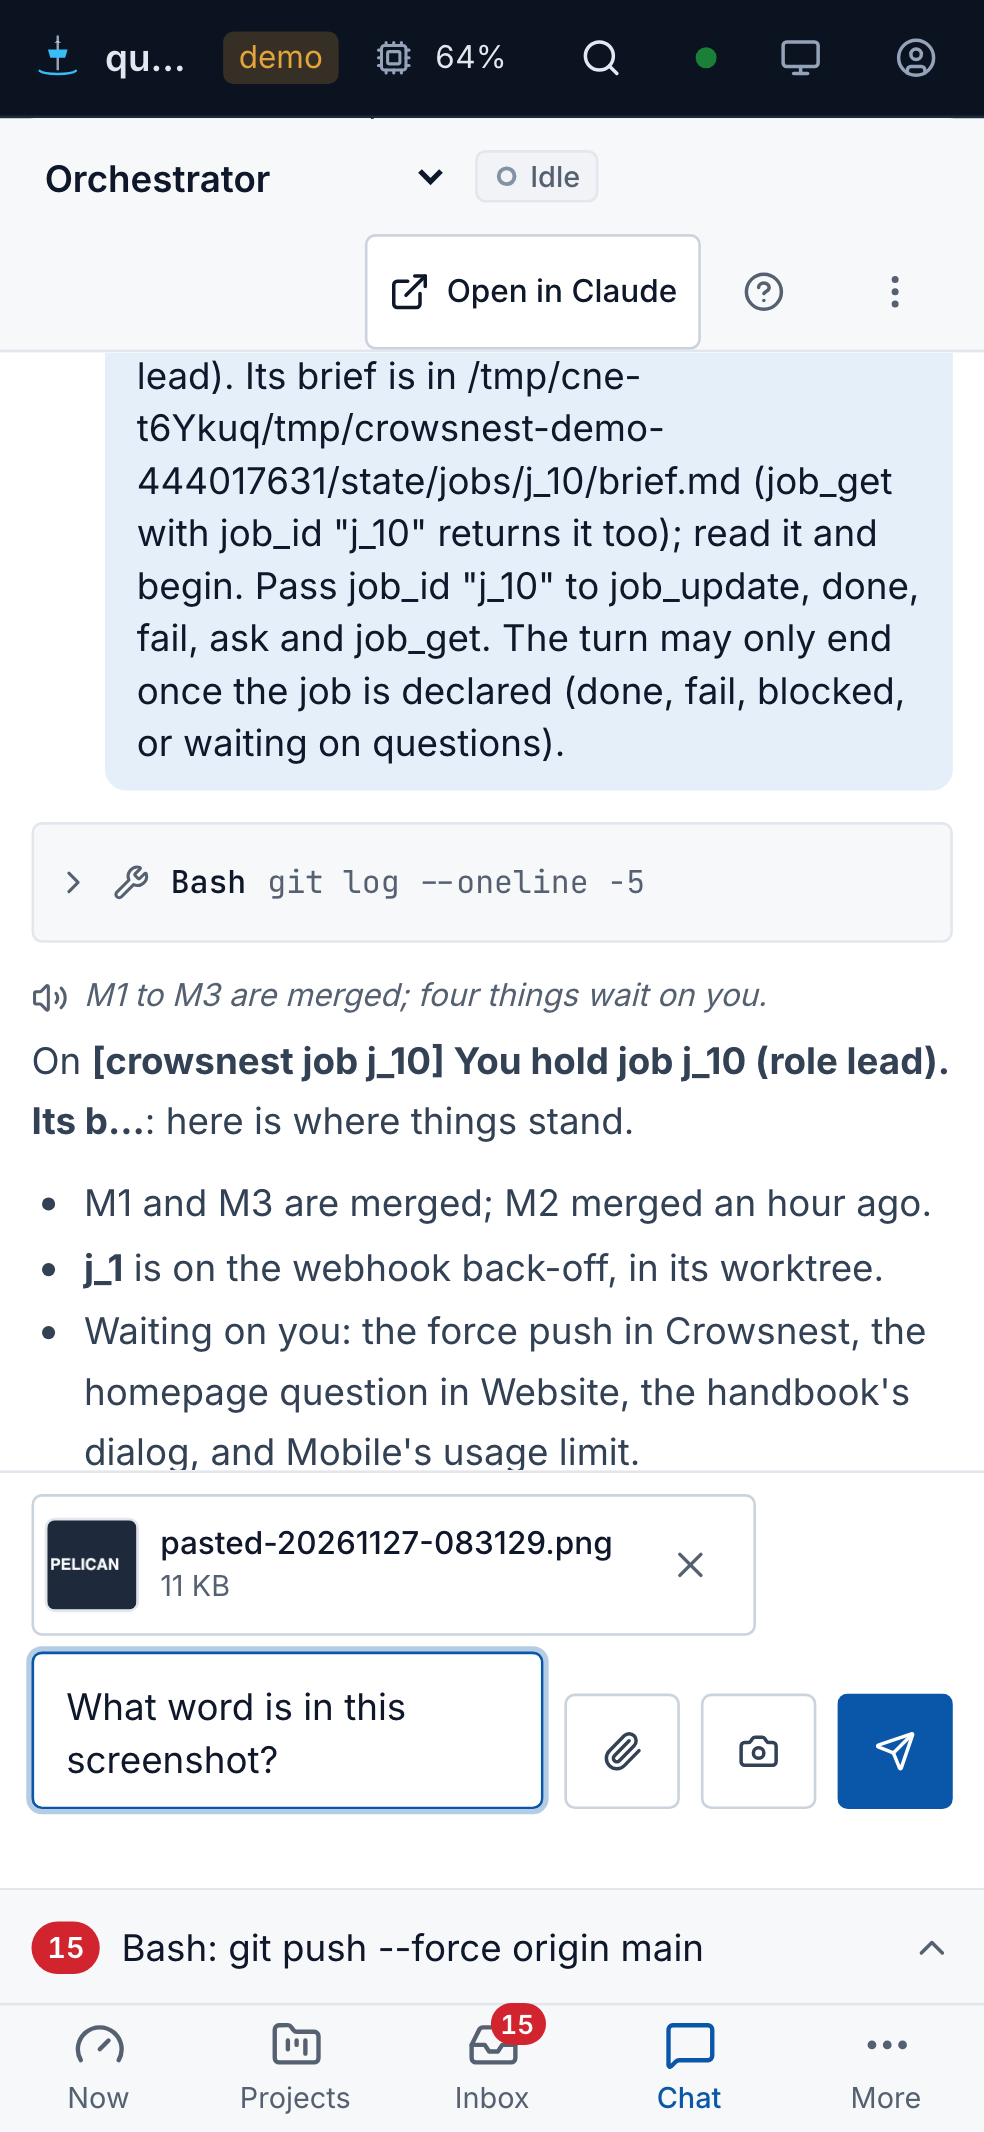 qu...
demo
64%
Orchestrator
Idle
Open in Claude
lead). Its brief is in /tmp/cne-
t6Ykuq/tmp/crowsnest-demo-
444017631/state/jobs/j_10/brief.md (job_get
with job_id "j_10" returns it too); read it and
begin. Pass job_id "j_10" to job_update, done,
fail, ask and job_get. The turn may only end
once the job is declared (done, fail, blocked,
or waiting on questions).
Bash git log --oneline -5
M1 to M3 are merged; four things wait on you.
On [crowsnest job j_10] You hold job j_10 (role lead).
Its b...: here is where things stand.
• M1 and M3 are merged; M2 merged an hour ago.
• j_1 is on the webhook back-off, in its worktree.
• Waiting on you: the force push in Crowsnest, the
homepage question in Website, the handbook's
dialog, and Mobile's usage limit.
PELICAN
pasted-20261127-083129.png
11 KB
What word is in this
screenshot?
15 Bash: git push --force origin main
15
Now
Projects
Inbox
Chat
More